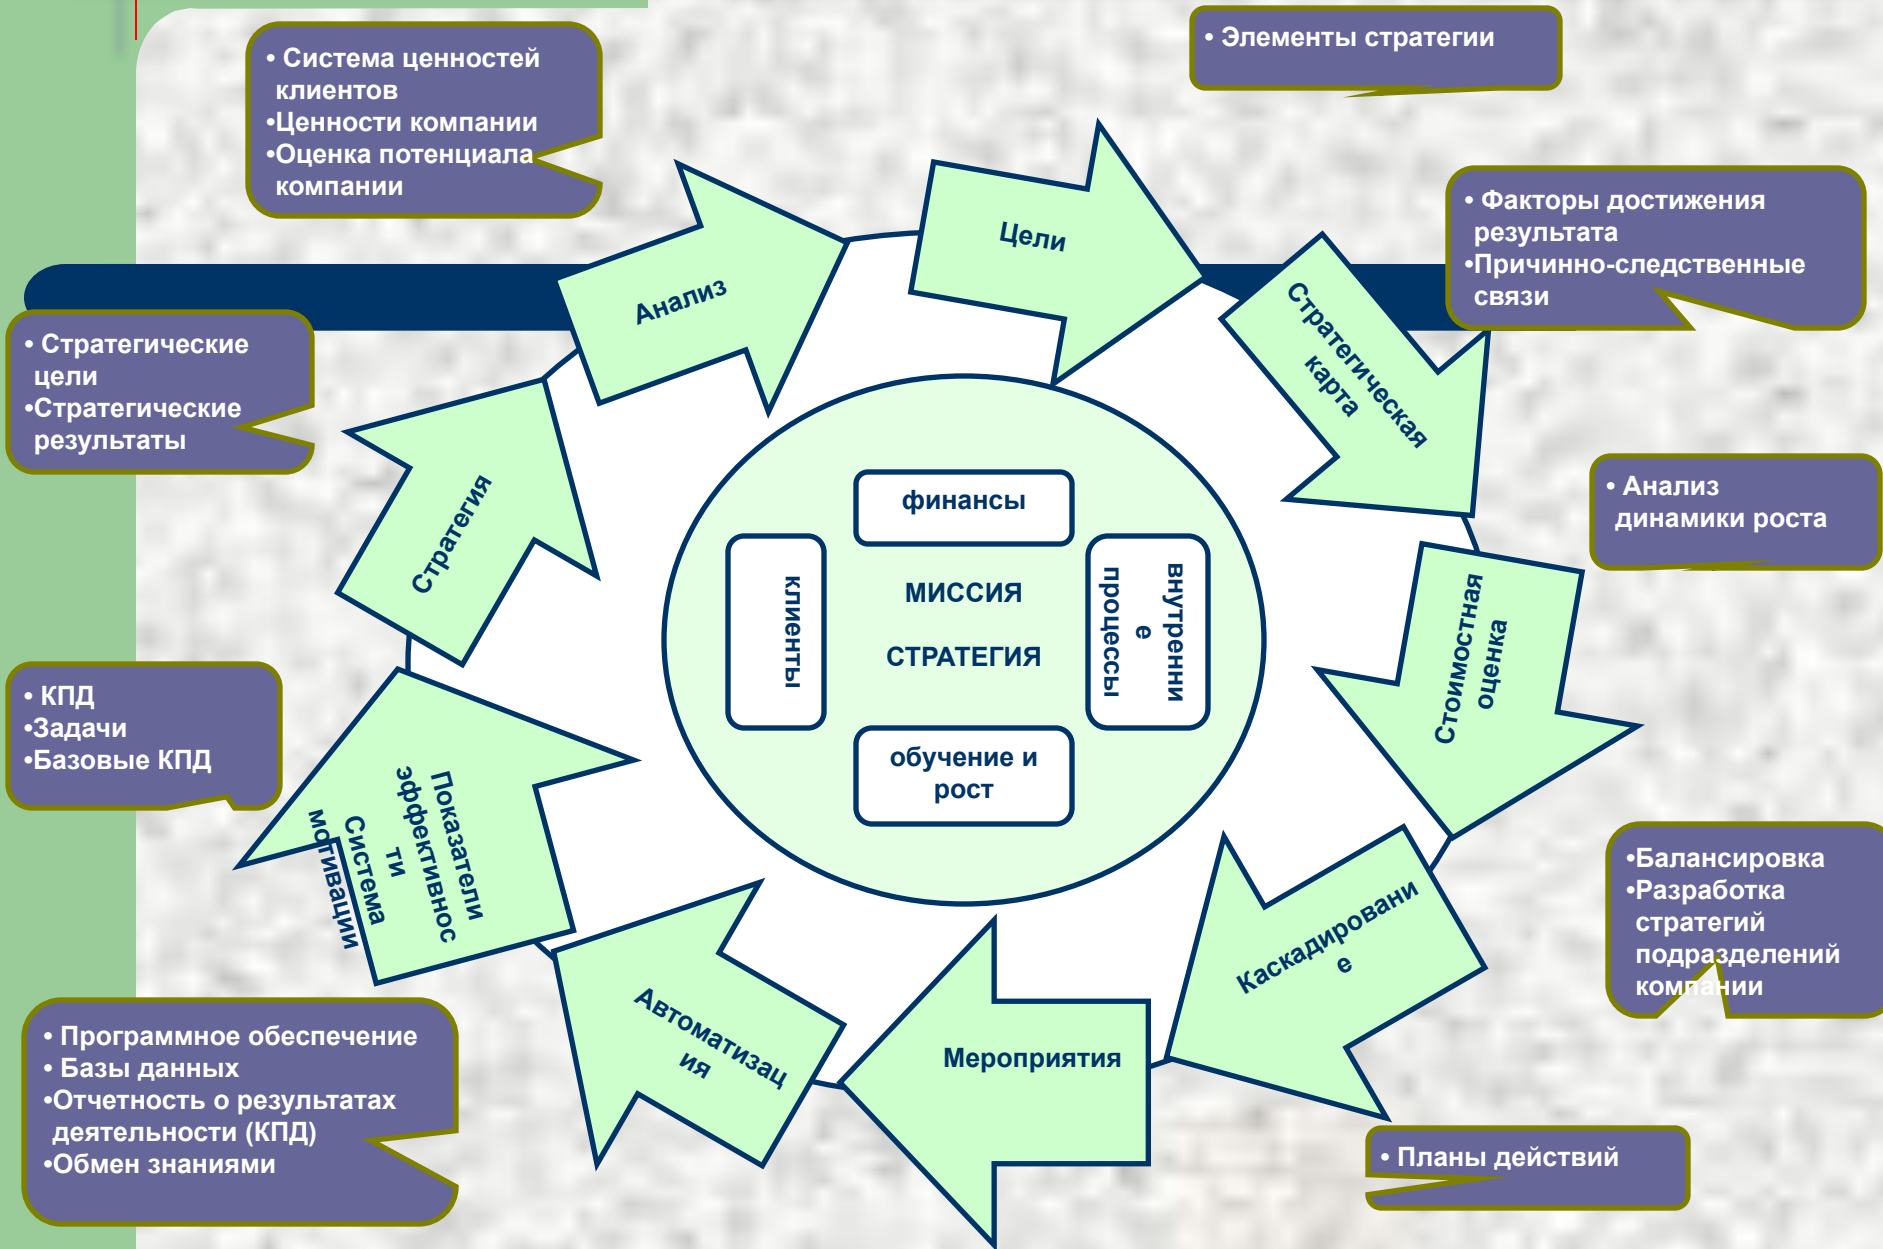 • Система ценностей
клиентов
•Ценности компании
•Оценка потенциала
компании
• Элементы стратегии
• Факторы достижения
результата
•Причинно-следственные
связи
• Стратегические
цели
•Стратегические
результаты
• Анализ
динамики роста
• КПД
•Задачи
•Базовые КПД
•Балансировка
•Разработка
стратегий
подразделений
компании
• Программное обеспечение
• Базы данных
•Отчетность о результатах
деятельности (КПД)
•Обмен знаниями
• Планы действий
Анализ
Цели
Стратегическая
карта
Стоимостная
оценка
Каскадировани
е
Мероприятия
Автоматизац
ия
Показатели
эффективнос
ти
Система
мотивации
Стратегия
финансы
клиенты
МИССИЯ
СТРАТЕГИЯ
внутренни
е
процессы
обучение и
рост